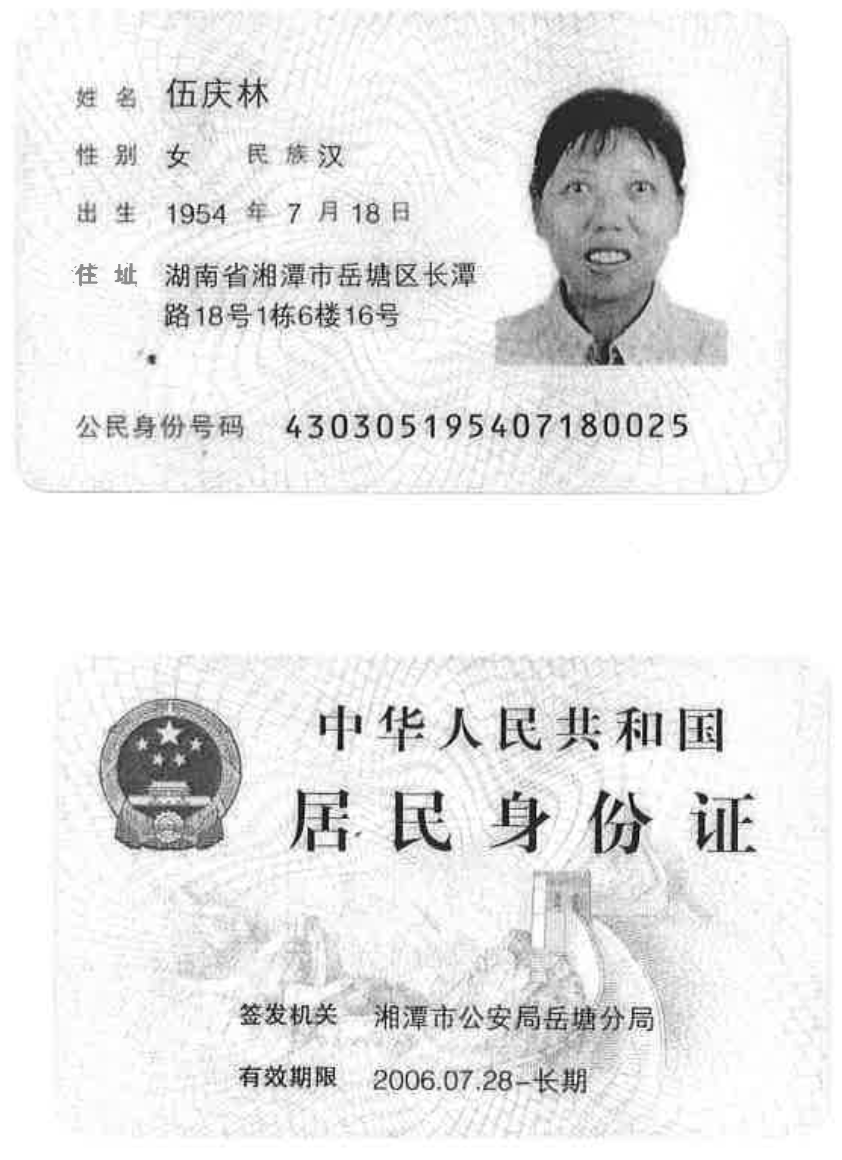 姓名 伍庆林
性别 女 民族 汉
出生 1954 年 7 月 18 日
住址 湖南省湘潭市岳塘区长潭
路18号1栋6楼16号
公民身份号码 430305195407180025
中华人民共和国
居民身份证
签发机关 湘潭市公安局岳塘分局
有效期限 2006.07.28-长期